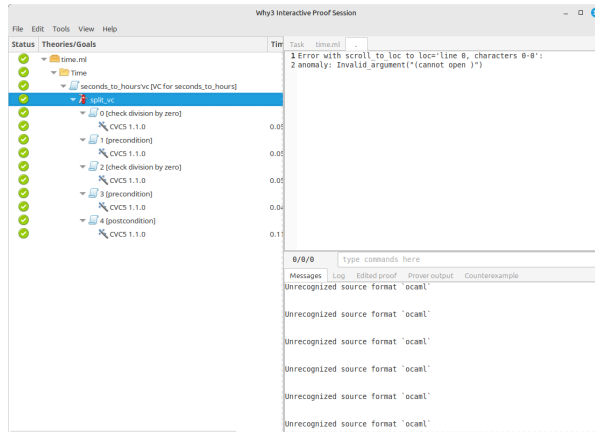 Why3 Interactive Proof Session
File Edit Tools View Help
Status Theories/Goals Tim
time.ml
Time
seconds_to_hours'vc [VC for seconds_to_hours]
split_vc
0 [check division by zero]
CVC5 1.1.0 0.05
1 [precondition]
CVC5 1.1.0 0.05
2 [check division by zero]
CVC5 1.1.0 0.05
3 [precondition]
CVC5 1.1.0 0.04
4 [postcondition]
CVC5 1.1.0 0.11
Task time.ml ..
1 Error with scroll_to_loc to loc='line 0, characters 0-0':
2 anomaly: Invalid_argument("(cannot open )")
0/0/0 type commands here
Messages Log Edited proof Prover output Counterexample
Unrecognized source format `ocaml`
Unrecognized source format `ocaml`
Unrecognized source format `ocaml`
Unrecognized source format `ocaml`
Unrecognized source format `ocaml`
Unrecognized source format `ocaml`